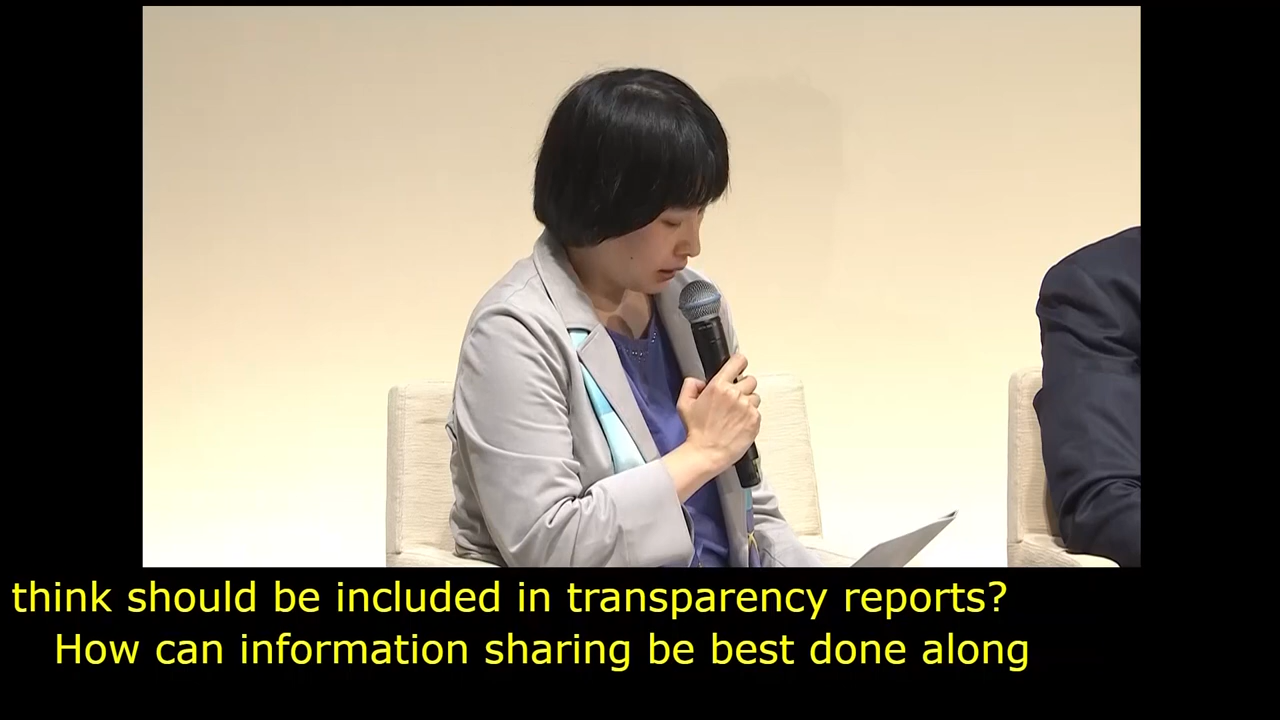 think should be included in transparency reports?
How can information sharing be best done along